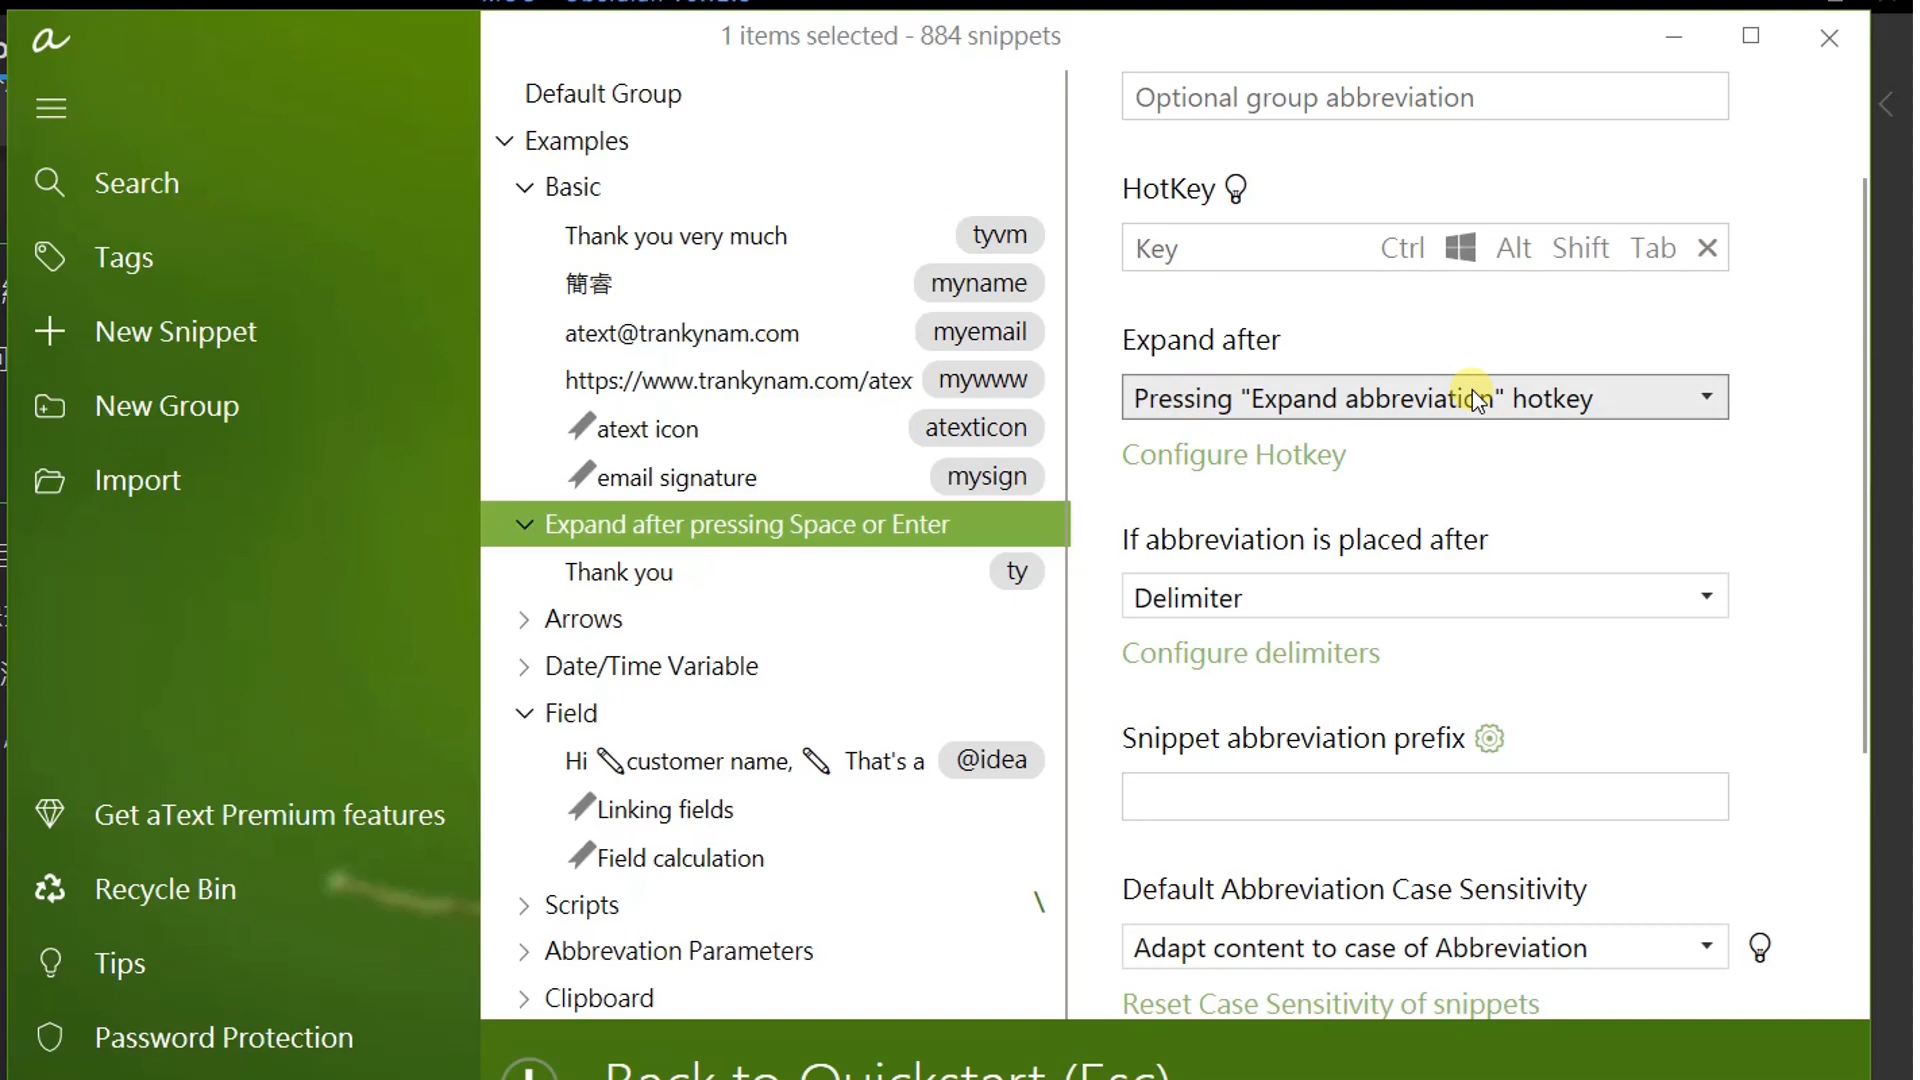 1 items selected - 884 snippets
Search
Tags
New Snippet
New Group
Import
Get aText Premium features
Recycle Bin
Tips
Password Protection
Default Group
Examples
Basic
Thank you very much tyvm
簡睿 myname
atext@trankynam.com myemail
https://www.trankynam.com/atex mywww
atext icon atexticon
email signature mysign
Expand after pressing Space or Enter
Thank you ty
Arrows
Date/Time Variable
Field
Hi customer name, That's a @idea
Linking fields
Field calculation
Scripts \
Abbrevation Parameters
Clipboard
Optional group abbreviation
HotKey
Key Ctrl Alt Shift Tab
Expand after
Pressing "Expand abbreviation" hotkey
Configure Hotkey
If abbreviation is placed after
Delimiter
Configure delimiters
Snippet abbreviation prefix
Default Abbreviation Case Sensitivity
Adapt content to case of Abbreviation
Reset Case Sensitivity of snippets
Back to Quickstart (Esc)